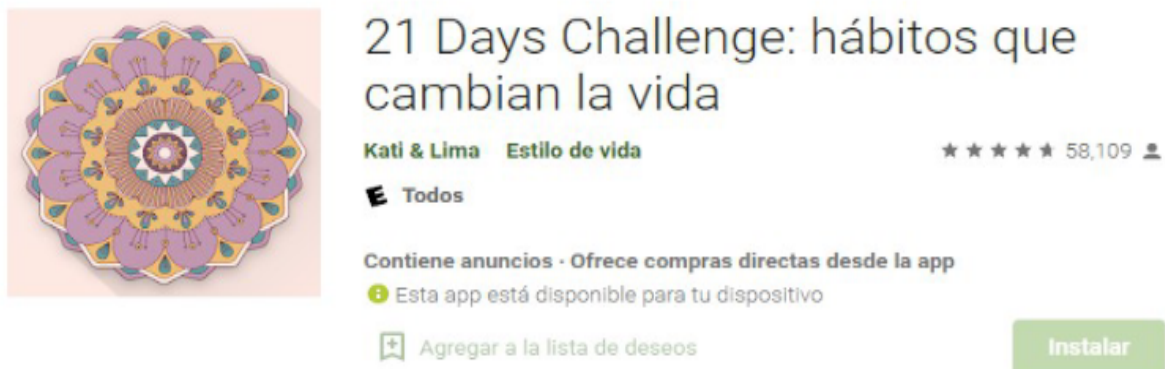 21 Days Challenge: hábitos que
cambian la vida
Kati & Lima Estilo de vida 58,109
E Todos
Contiene anuncios · Ofrece compras directas desde la app
Esta app está disponible para tu dispositivo
Agregar a la lista de deseos
Instalar